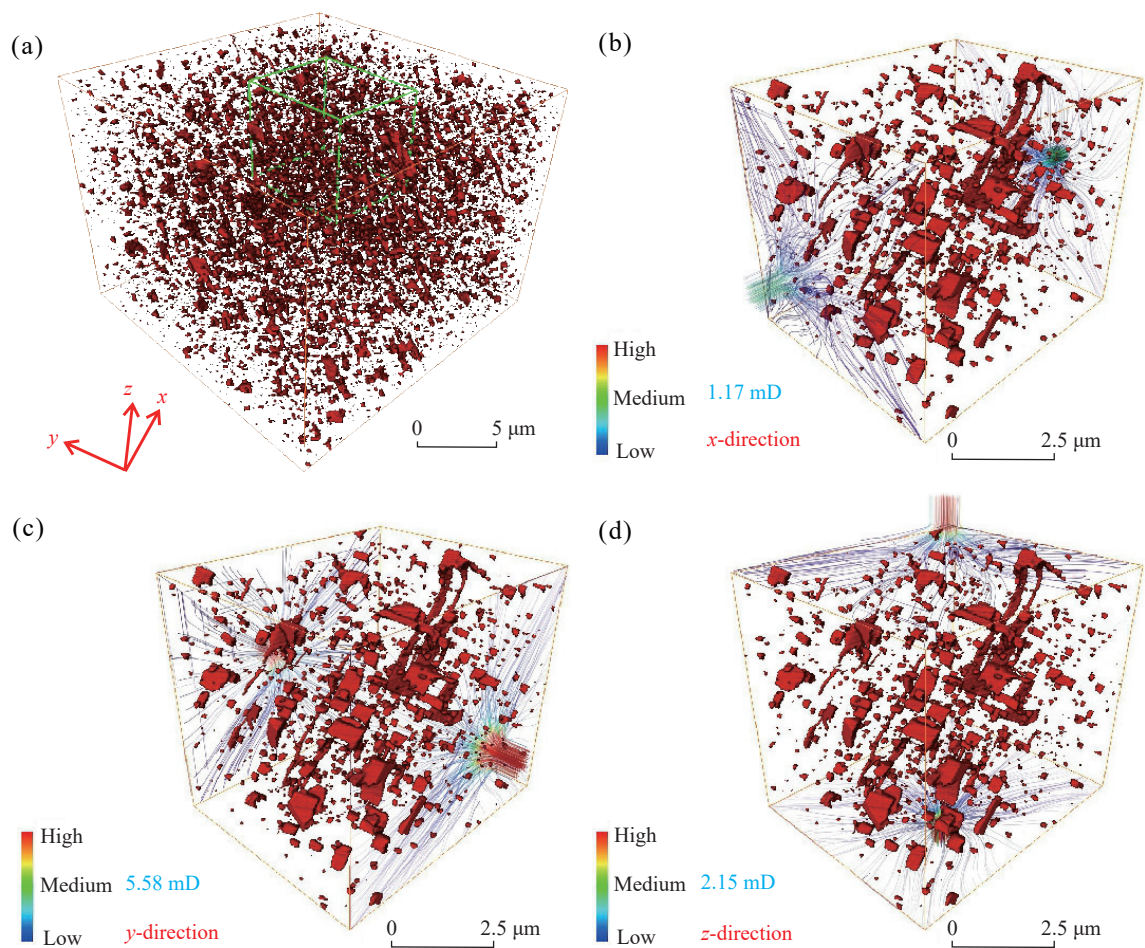 (a)
z
x
y
0
5 μm
(b)
High
Medium
Low
1.17 mD
x-direction
0
2.5 μm
(c)
High
Medium
Low
5.58 mD
y-direction
0
2.5 μm
(d)
High
Medium
Low
2.15 mD
z-direction
0
2.5 μm